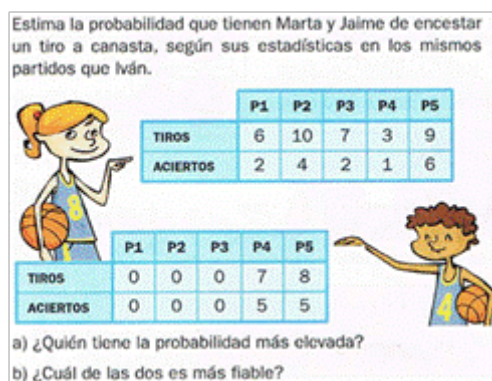 Estima la probabilidad que tienen Marta y Jaime de encestar
un tiro a canasta, según sus estadísticas en los mismos
partidos que Iván.
P1 P2 P3 P4 P5
TIROS 6 10 7 3 9
ACIERTOS 2 4 2 1 6
8
P1 P2 P3 P4 P5
TIROS 0 0 0 7 8
ACIERTOS 0 0 0 5 5
4
a) ¿Quién tiene la probabilidad más elevada?
b) ¿Cuál de las dos es más fiable?